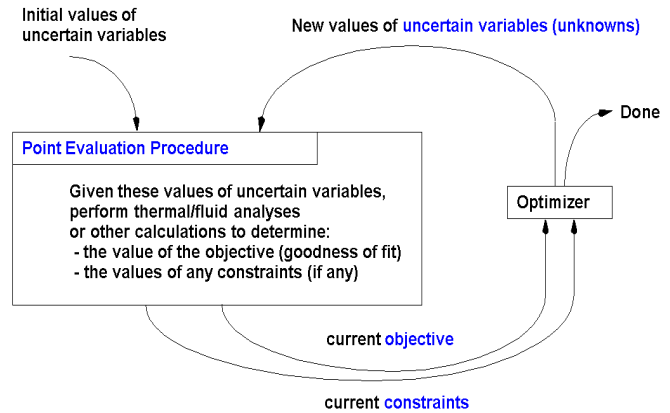 Initial values of
uncertain variables
New values of uncertain variables (unknowns)
Done
Point Evaluation Procedure
Given these values of uncertain variables,
perform thermal/fluid analyses
or other calculations to determine:
- the value of the objective (goodness of fit)
- the values of any constraints (if any)
Optimizer
current objective
current constraints